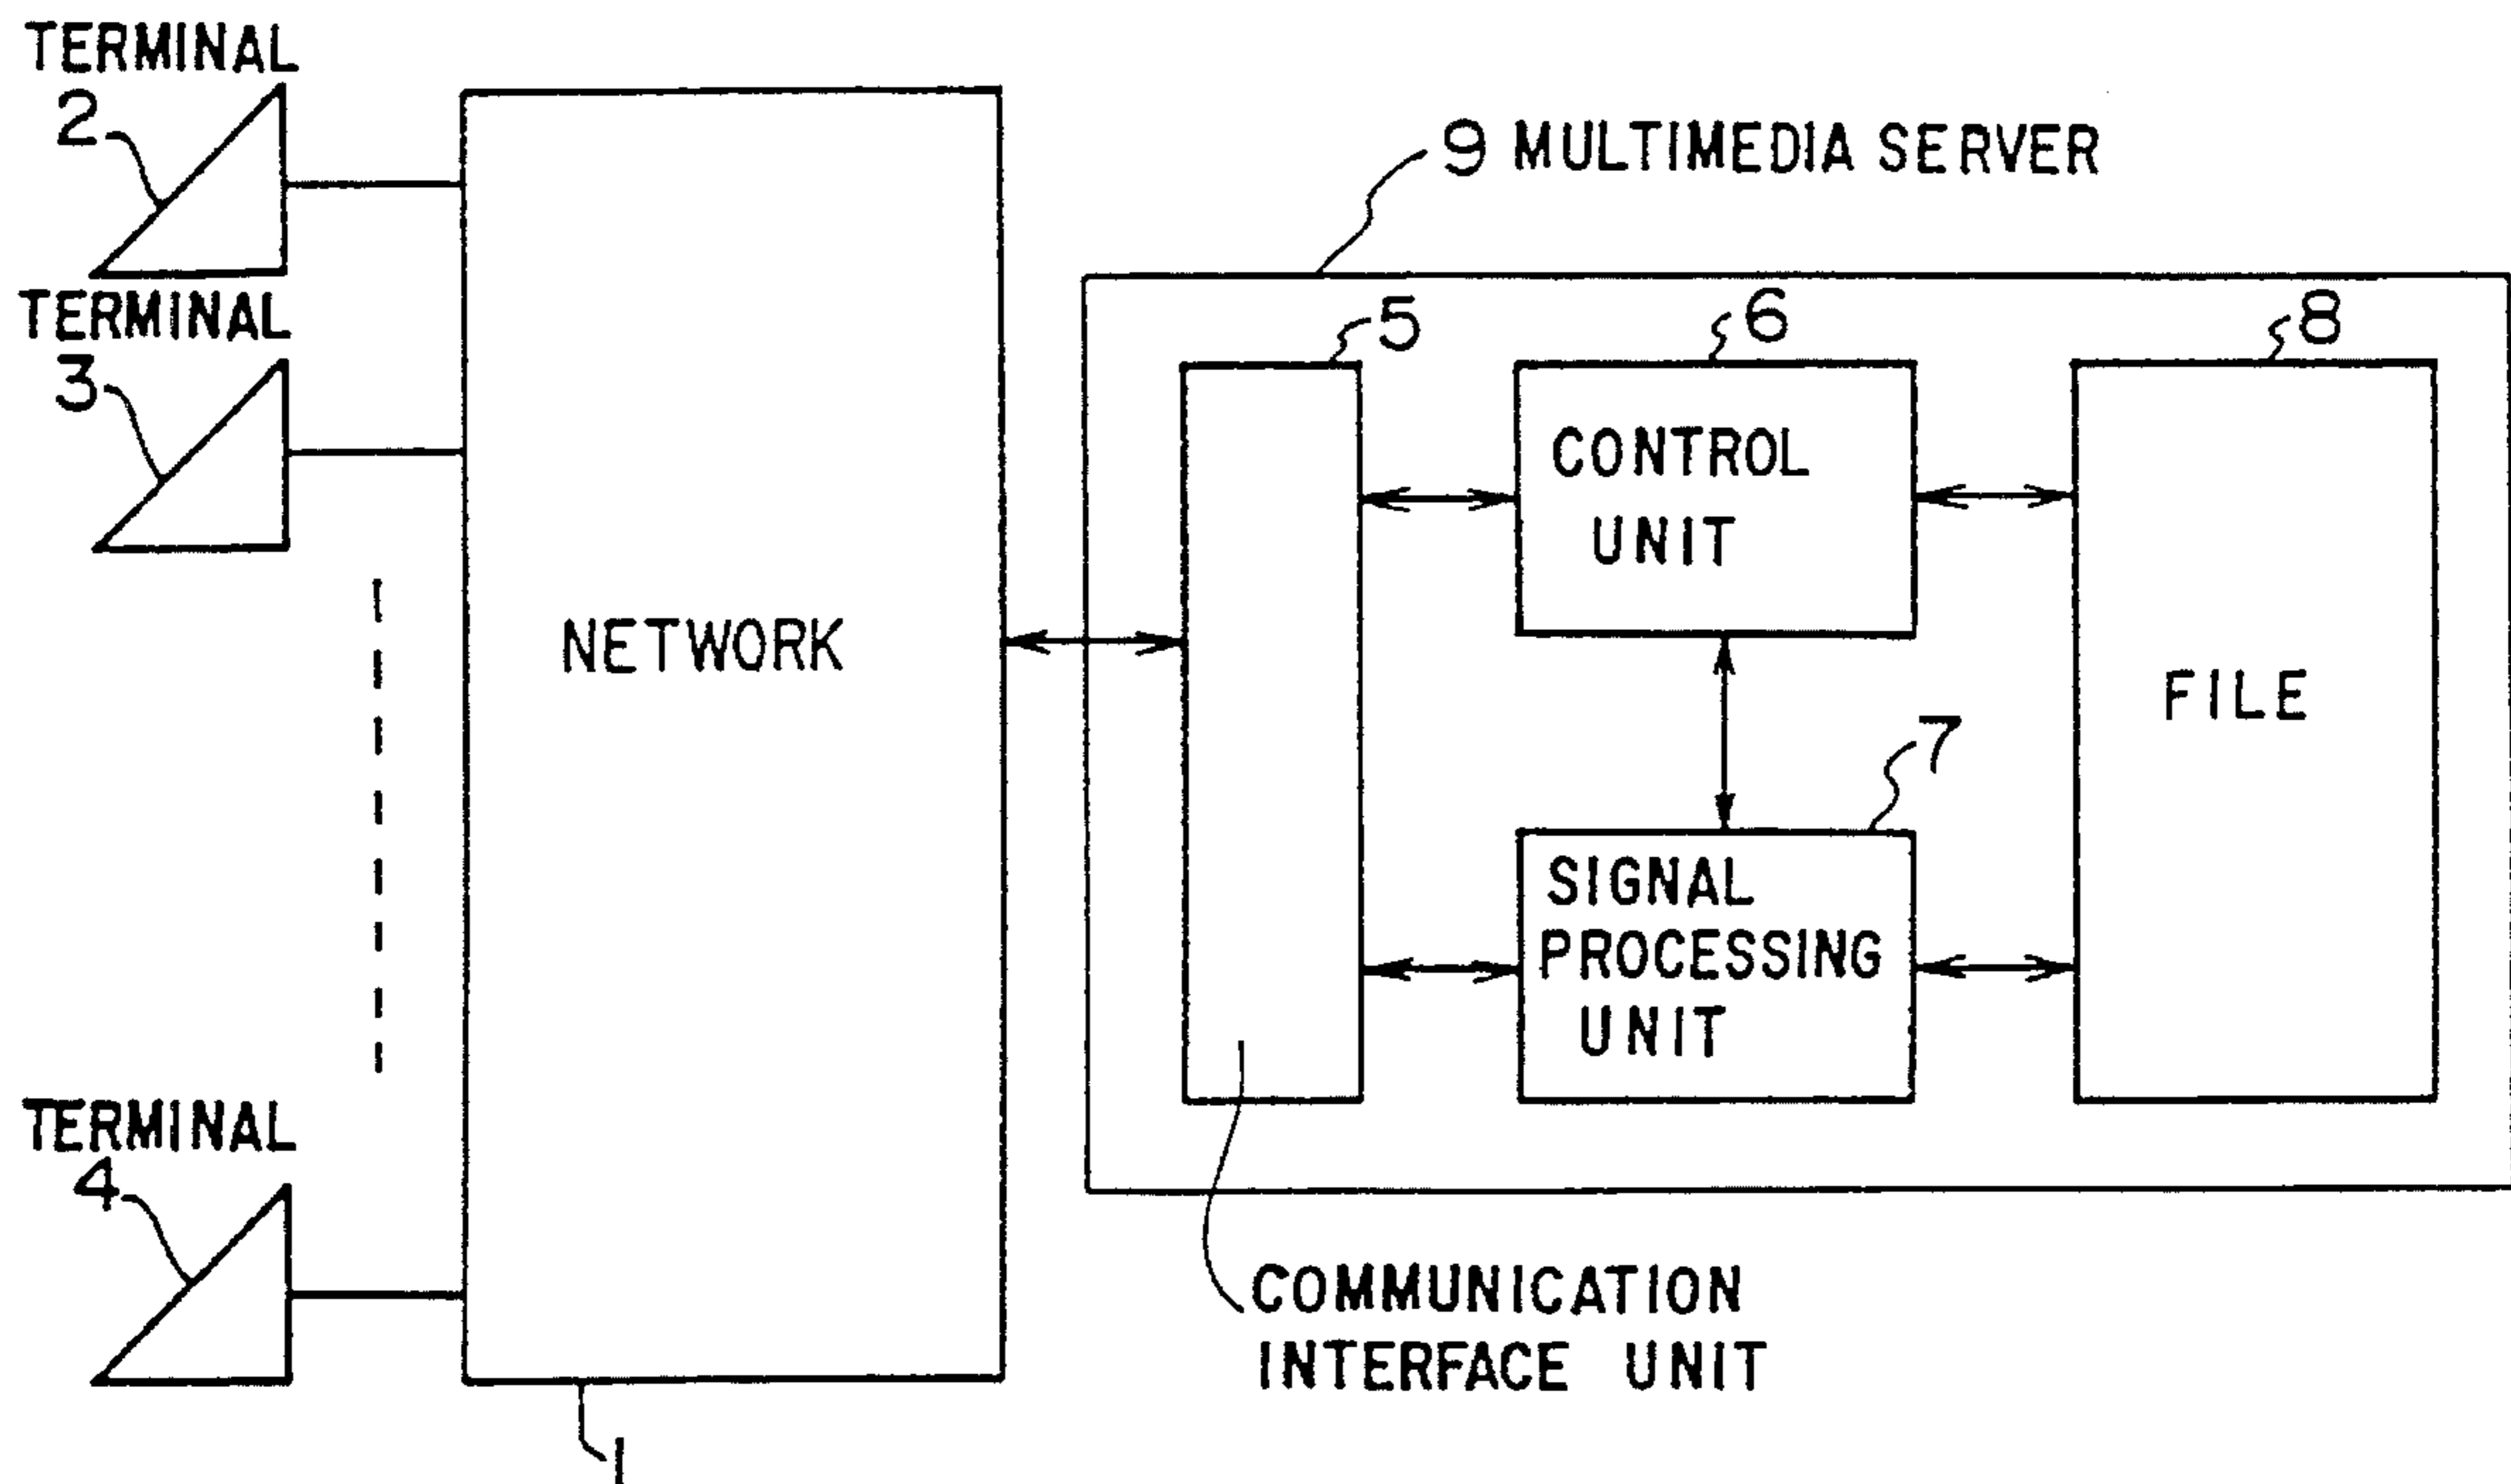 TERMINAL
2
TERMINAL
3
TERMINAL
4
NETWORK
1
9 MULTIMEDIA SERVER
5
6
8
CONTROL
UNIT
FILE
7
SIGNAL
PROCESSING
UNIT
COMMUNICATION
INTERFACE UNIT